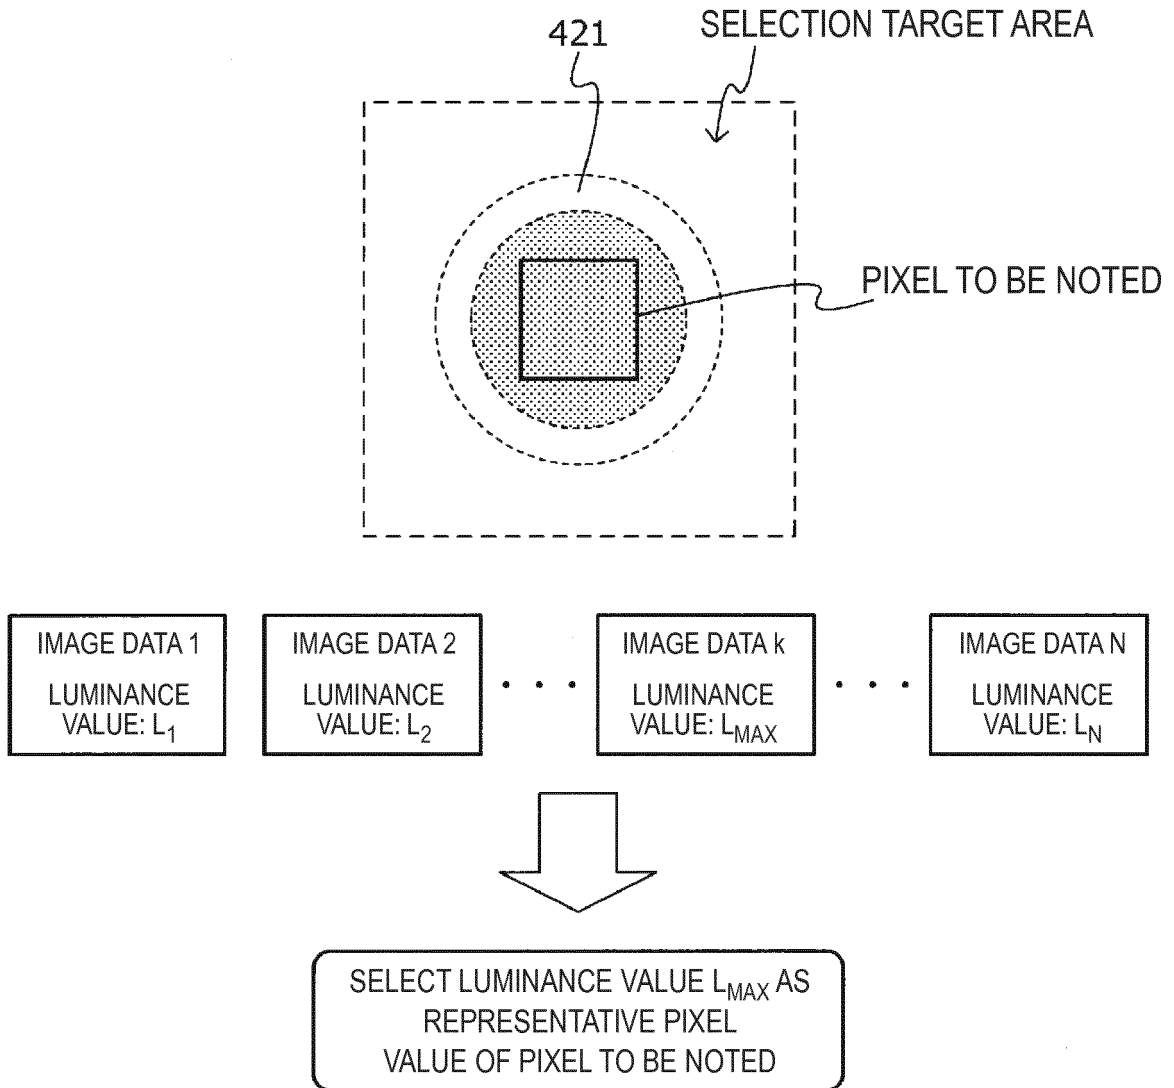 421
SELECTION TARGET AREA
PIXEL TO BE NOTED
IMAGE DATA 1
LUMINANCE
VALUE: L1
IMAGE DATA 2
LUMINANCE
VALUE: L2
. . .
IMAGE DATA k
LUMINANCE
VALUE: LMAX
. . .
IMAGE DATA N
LUMINANCE
VALUE: LN
SELECT LUMINANCE VALUE LMAX AS
REPRESENTATIVE PIXEL
VALUE OF PIXEL TO BE NOTED